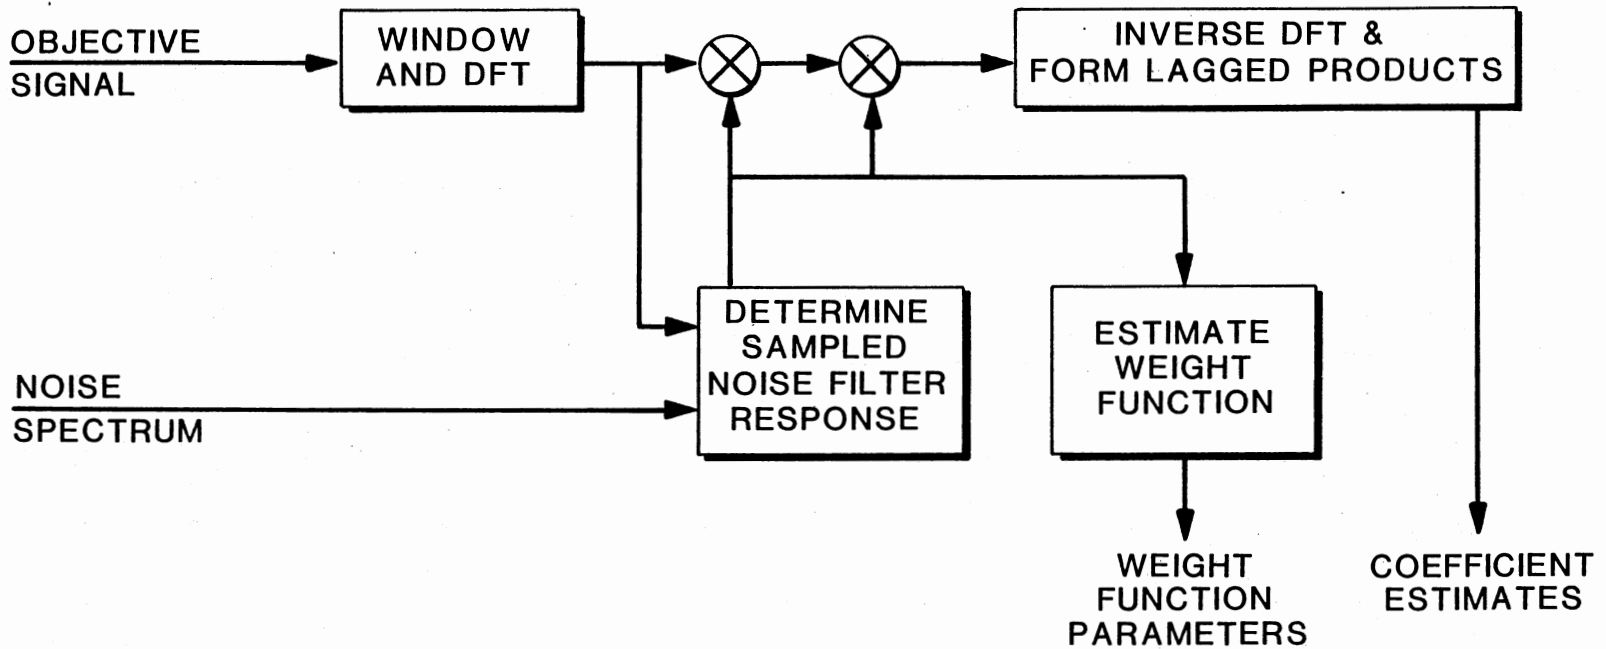 OBJECTIVE
SIGNAL
WINDOW
AND DFT
INVERSE DFT &
FORM LAGGED PRODUCTS
NOISE
SPECTRUM
DETERMINE
SAMPLED
NOISE FILTER
RESPONSE
ESTIMATE
WEIGHT
FUNCTION
WEIGHT
FUNCTION
PARAMETERS
COEFFICIENT
ESTIMATES